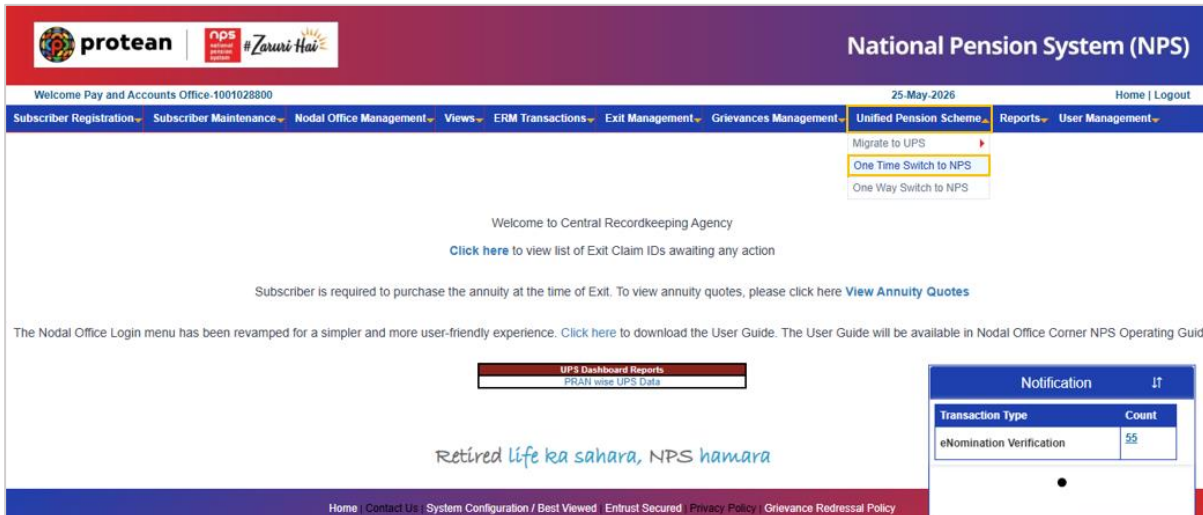 protean
nps
national
pension
system
#Zaruri Hai
National Pension System (NPS)
Welcome Pay and Accounts Office-1001028800
25-May-2026
Home | Logout
Subscriber Registration Subscriber Maintenance Nodal Office Management Views ERM Transactions Exit Management Grievances Management Unified Pension Scheme Reports User Management
Migrate to UPS
One Time Switch to NPS
One Way Switch to NPS
Welcome to Central Recordkeeping Agency
Click here to view list of Exit Claim IDs awaiting any action
Subscriber is required to purchase the annuity at the time of Exit. To view annuity quotes, please click here View Annuity Quotes
The Nodal Office Login menu has been revamped for a simpler and more user-friendly experience. Click here to download the User Guide. The User Guide will be available in Nodal Office Corner NPS Operating Guid
UPS Dashboard Reports
PRAN wise UPS Data
Notification
Transaction Type Count
eNomination Verification 55
Retired life ka sahara, NPS hamara
Home | Contact Us | System Configuration / Best Viewed | Entrust Secured | Privacy Policy | Grievance Redressal Policy